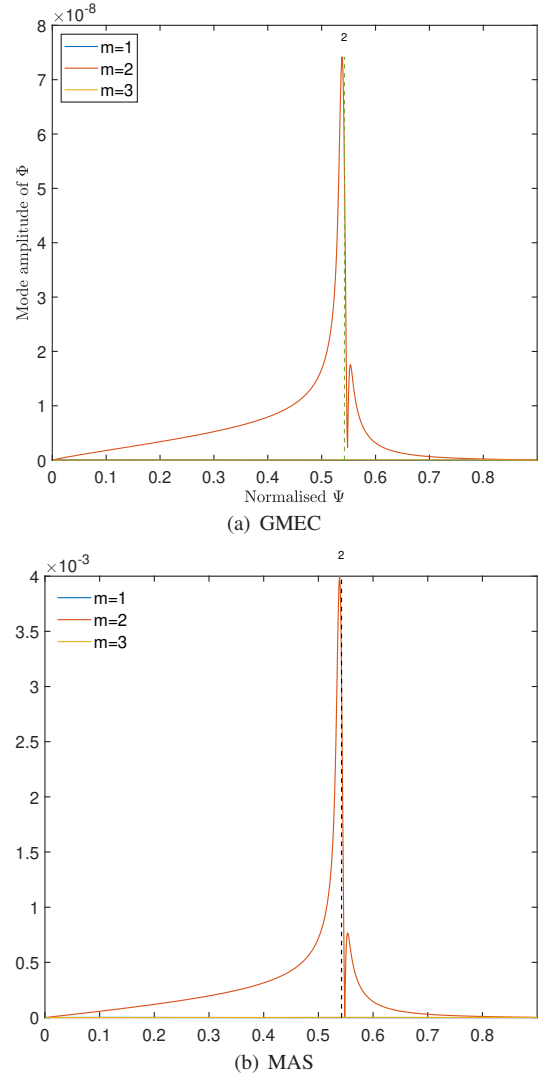 ×10-8
2
8
m=1
m=2
m=3
7
6
5
4
3
2
1
0
Mode amplitude of Φ
0 0.1 0.2 0.3 0.4 0.5 0.6 0.7 0.8
Normalised Ψ
(a) GMEC
×10-3
2
4
m=1
m=2
m=3
3.5
3
2.5
2
1.5
1
0.5
0
0 0.1 0.2 0.3 0.4 0.5 0.6 0.7 0.8
(b) MAS